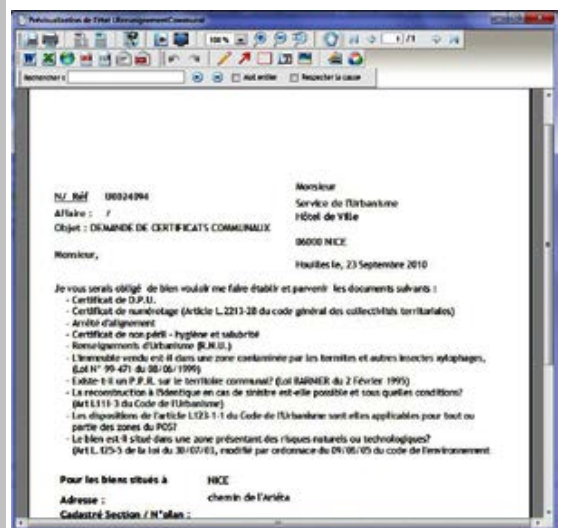 Prévisualisation de l'état LRenseignementCommunal
100 %
1 /1
Rechercher :
Mot entier
Respecter la casse
Monsieur
N/ Réf U0024094
Service de l'Urbanisme
Affaire : /
Hôtel de Ville
Objet : DEMANDE DE CERTIFICATS COMMUNAUX
06000 NICE
Monsieur,
Houilles le, 23 Septembre 2010
Je vous serais obligé de bien vouloir me faire établir et parvenir les documents suivants :
- Certificat de D.P.U.
- Certificat de numérotage (Article L.2213-28 du code général des collectivités territoriales)
- Arrêté d'alignement
- Certificat de non péril - hygiène et salubrité
- Renseignements d'Urbanisme (R.N.U.)
- L'immeuble vendu est-il dans une zone contaminée par les termites et autres insectes xylophages,
(Loi N° 99-471 du 08/06/1999)
- Existe-t-il un P.P.R. sur le territoire communal? (Loi BARNIER du 2 Février 1995)
- La reconstruction à l'identique en cas de sinistre est-elle possible et sous quelles conditions?
(Art L111-3 du Code de l'Urbanisme)
- Les dispositions de l'article L123-1-1 du Code de l'Urbanisme sont elles applicables pour tout ou
partie des zones du POS?
- Le bien est-il situé dans une zone présentant des risques naturels ou technologiques?
(Art L. 125-5 de la loi du 30/07/03, modifié par ordonnace du 09/06/05 du code de l'environnement
Pour les biens situés à NICE
Adresse : chemin de l'Ariéta
Cadastré Section / N°plan :